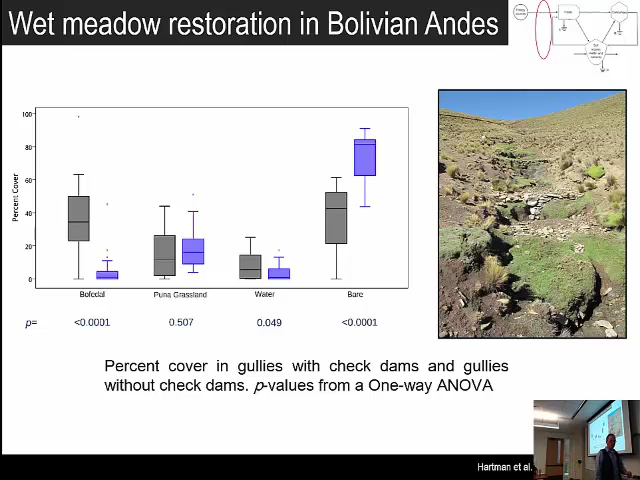 Wet meadow restoration in Bolivian Andes
Percent Cover
100
80
60
40
20
0
Bofedal
Puna Grassland
Water
Bare
p=
<0.0001
0.507
0.049
<0.0001
Percent cover in gullies with check dams and gullies
without check dams. p-values from a One-way ANOVA
Hartman et al.